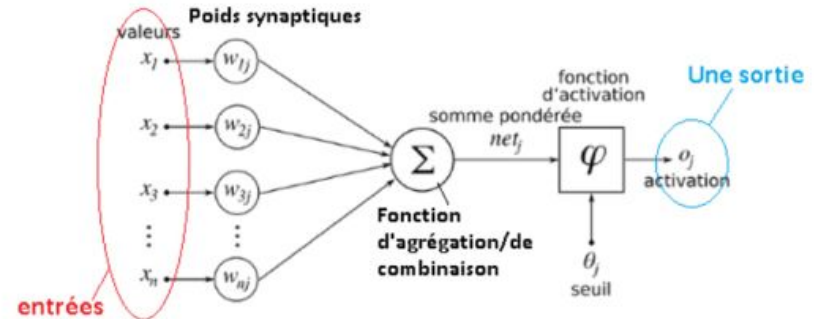 Poids synaptiques
valeurs
x1
w1j
x2
w2j
x3
w3j
⋮
⋮
xn
wnj
entrées
Σ
Fonction
d'agrégation/de
combinaison
somme pondérée
netj
fonction
d'activation
φ
θj
seuil
Une sortie
oj
activation